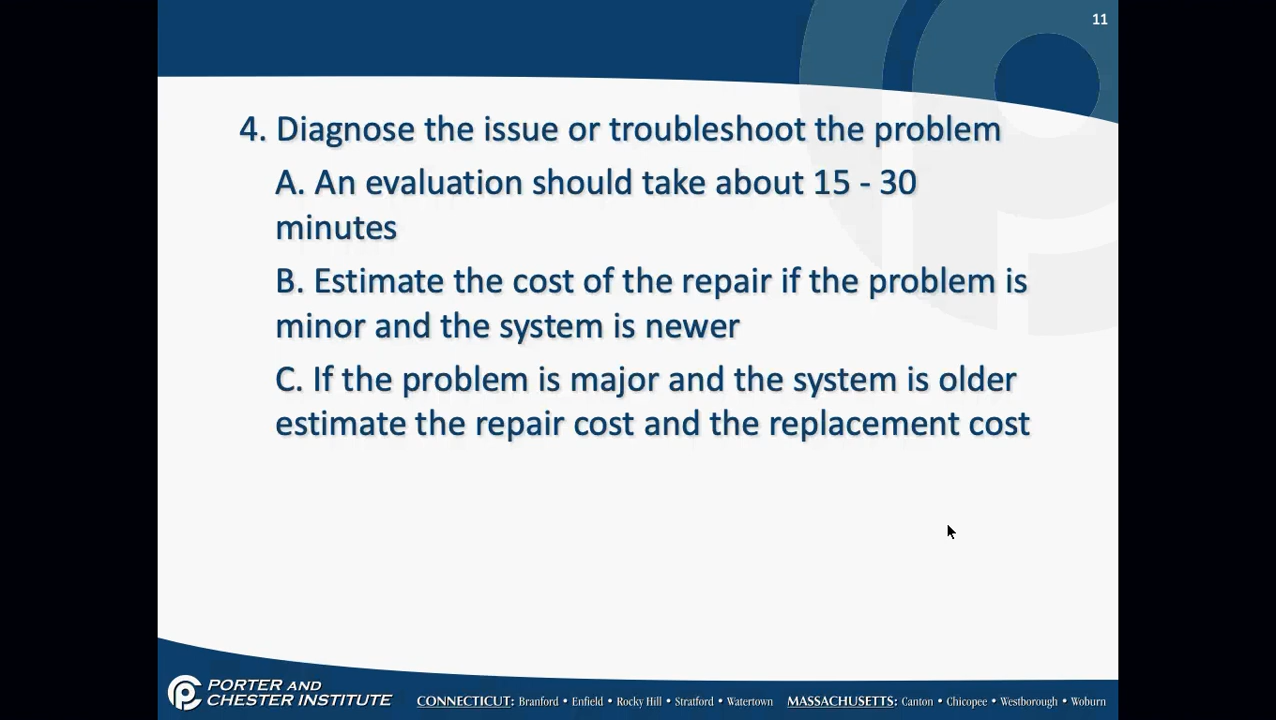 11
4. Diagnose the issue or troubleshoot the problem
A. An evaluation should take about 15 - 30
minutes
B. Estimate the cost of the repair if the problem is
minor and the system is newer
C. If the problem is major and the system is older
estimate the repair cost and the replacement cost
PORTER AND
CHESTER INSTITUTE
CONNECTICUT: Branford • Enfield • Rocky Hill • Stratford • Watertown MASSACHUSETTS: Canton • Chicopee • Westborough • Woburn